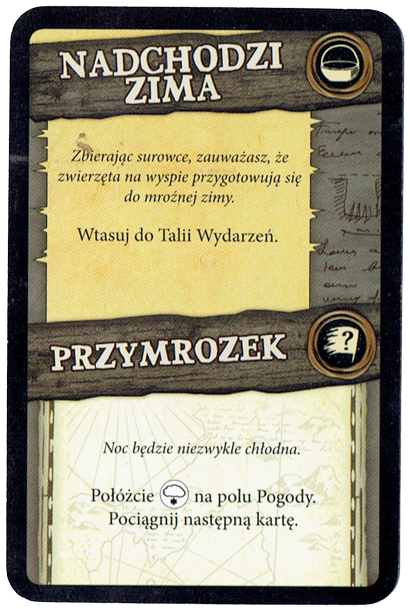 NADCHODZI
ZIMA
Zbierając surowce, zauważasz, że
zwierzęta na wyspie przygotowują się
do mroźnej zimy.
Wtasuj do Talii Wydarzeń.
PRZYMROZEK
?
Noc będzie niezwykle chłodna.
Połóżcie na polu Pogody.
Pociągnij następną kartę.